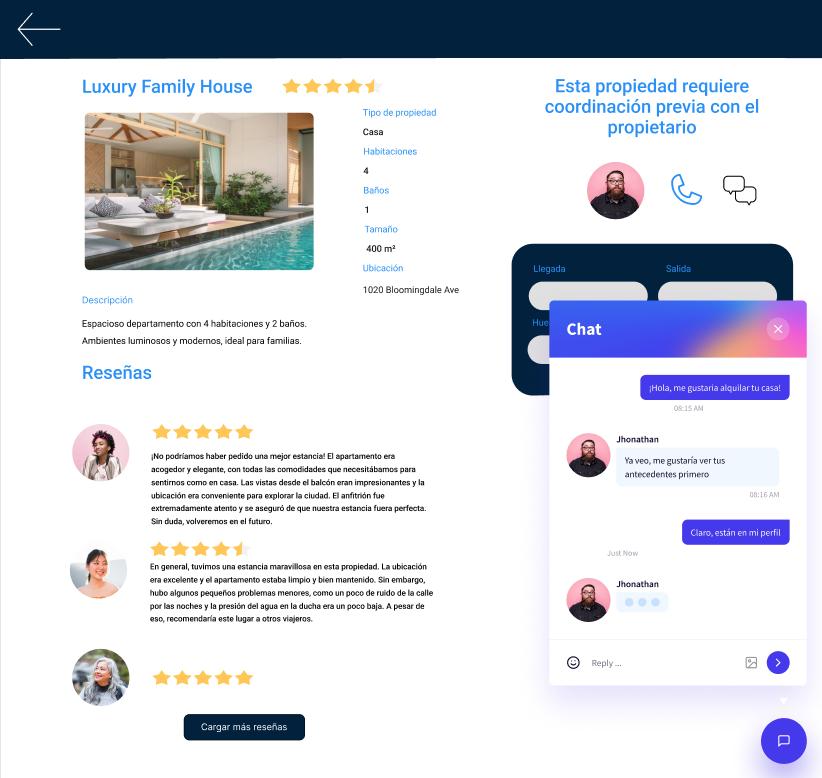 Luxury Family House
Tipo de propiedad
Casa
Habitaciones
4
Baños
1
Tamaño
400 m²
Ubicación
1020 Bloomingdale Ave
Descripción
Espacioso departamento con 4 habitaciones y 2 baños.
Ambientes luminosos y modernos, ideal para familias.
Reseñas
¡No podríamos haber pedido una mejor estancia! El apartamento era
acogedor y elegante, con todas las comodidades que necesitábamos para
sentirnos como en casa. Las vistas desde el balcón eran impresionantes y la
ubicación era conveniente para explorar la ciudad. El anfitrión fue
extremadamente atento y se aseguró de que nuestra estancia fuera perfecta.
Sin duda, volveremos en el futuro.
En general, tuvimos una estancia maravillosa en esta propiedad. La ubicación
era excelente y el apartamento estaba limpio y bien mantenido. Sin embargo,
hubo algunos pequeños problemas menores, como un poco de ruido de la calle
por las noches y la presión del agua en la ducha era un poco baja. A pesar de
eso, recomendaría este lugar a otros viajeros.
Cargar más reseñas
Esta propiedad requiere
coordinación previa con el
propietario
Llegada
Salida
Hue
Chat
¡Hola, me gustaria alquilar tu casa!
08:15 AM
Jhonathan
Ya veo, me gustaría ver tus
antecedentes primero
08:16 AM
Claro, están en mi perfil
Just Now
Jhonathan
Reply ...